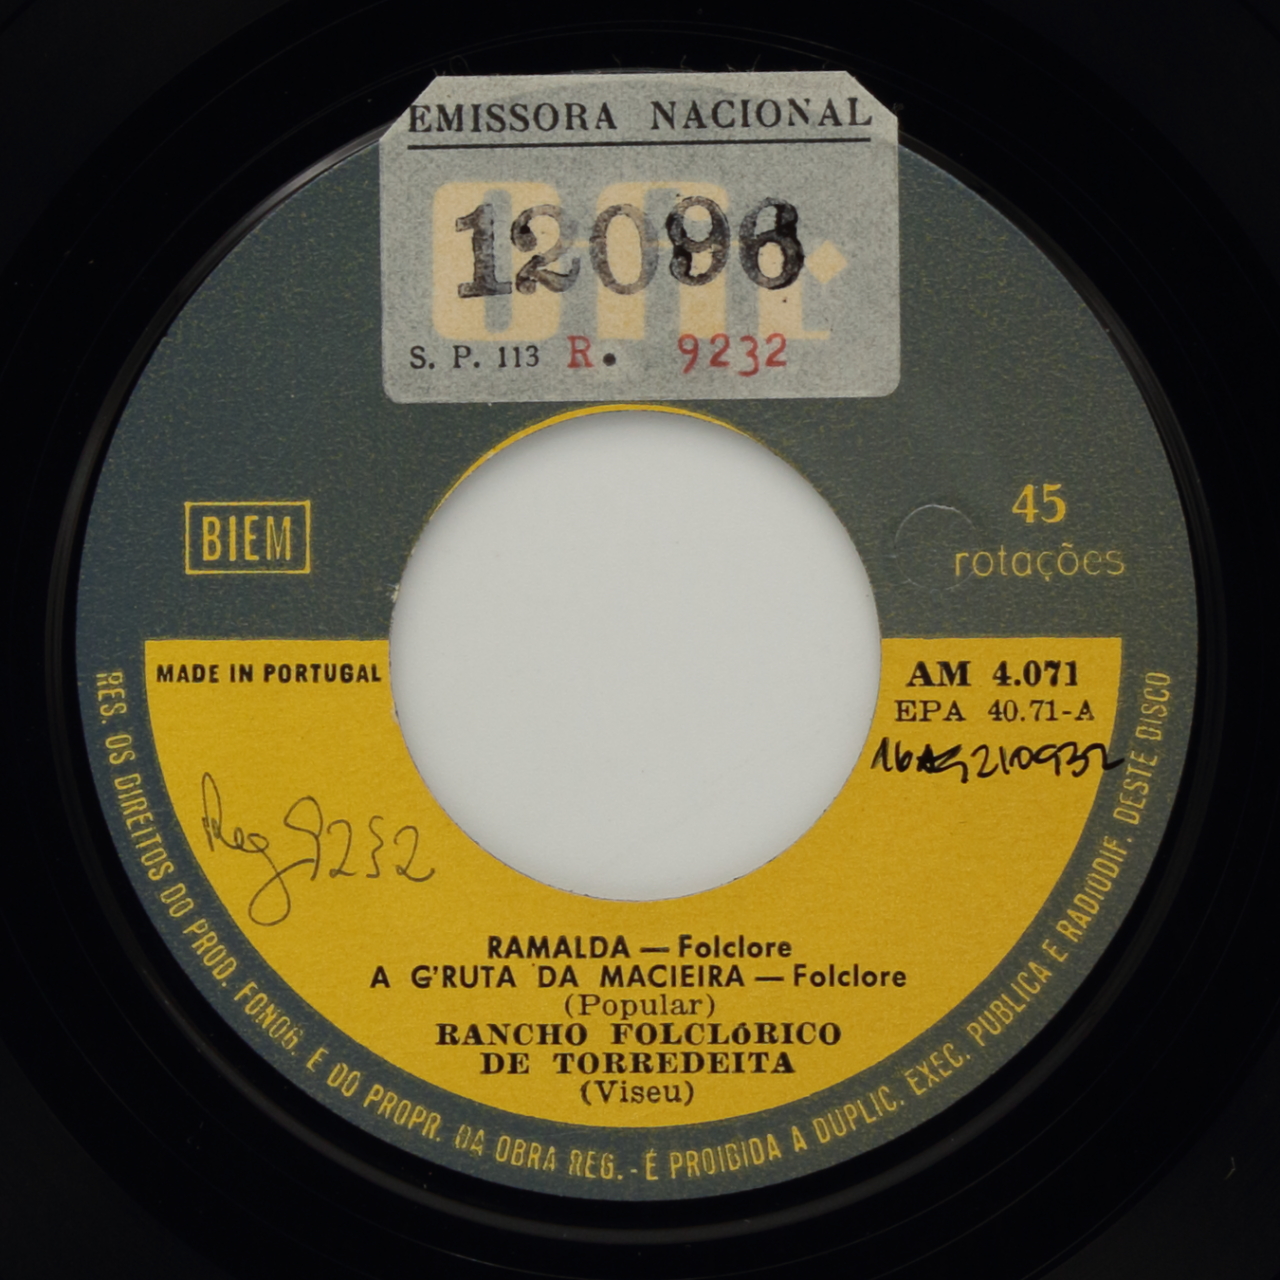 EMISSORA NACIONAL
12096
S. P. 113 R. 9232
BIEM
45
rotações
MADE IN PORTUGAL
AM 4.071
EPA 40.71-A
Reg 9232
RAMALDA — Folclore
A G'RUTA DA MACIEIRA — Folclore
(Popular)
RANCHO FOLCLóRICO
DE TORREDEITA
(Viseu)
RES. OS DIREITOS DO PROD. FONOG. E DO PROPR. DA OBRA REG. - É PROIBIDA A DUPLIC. EXEC. PUBLICA E RADIODIF. DESTE DISCO